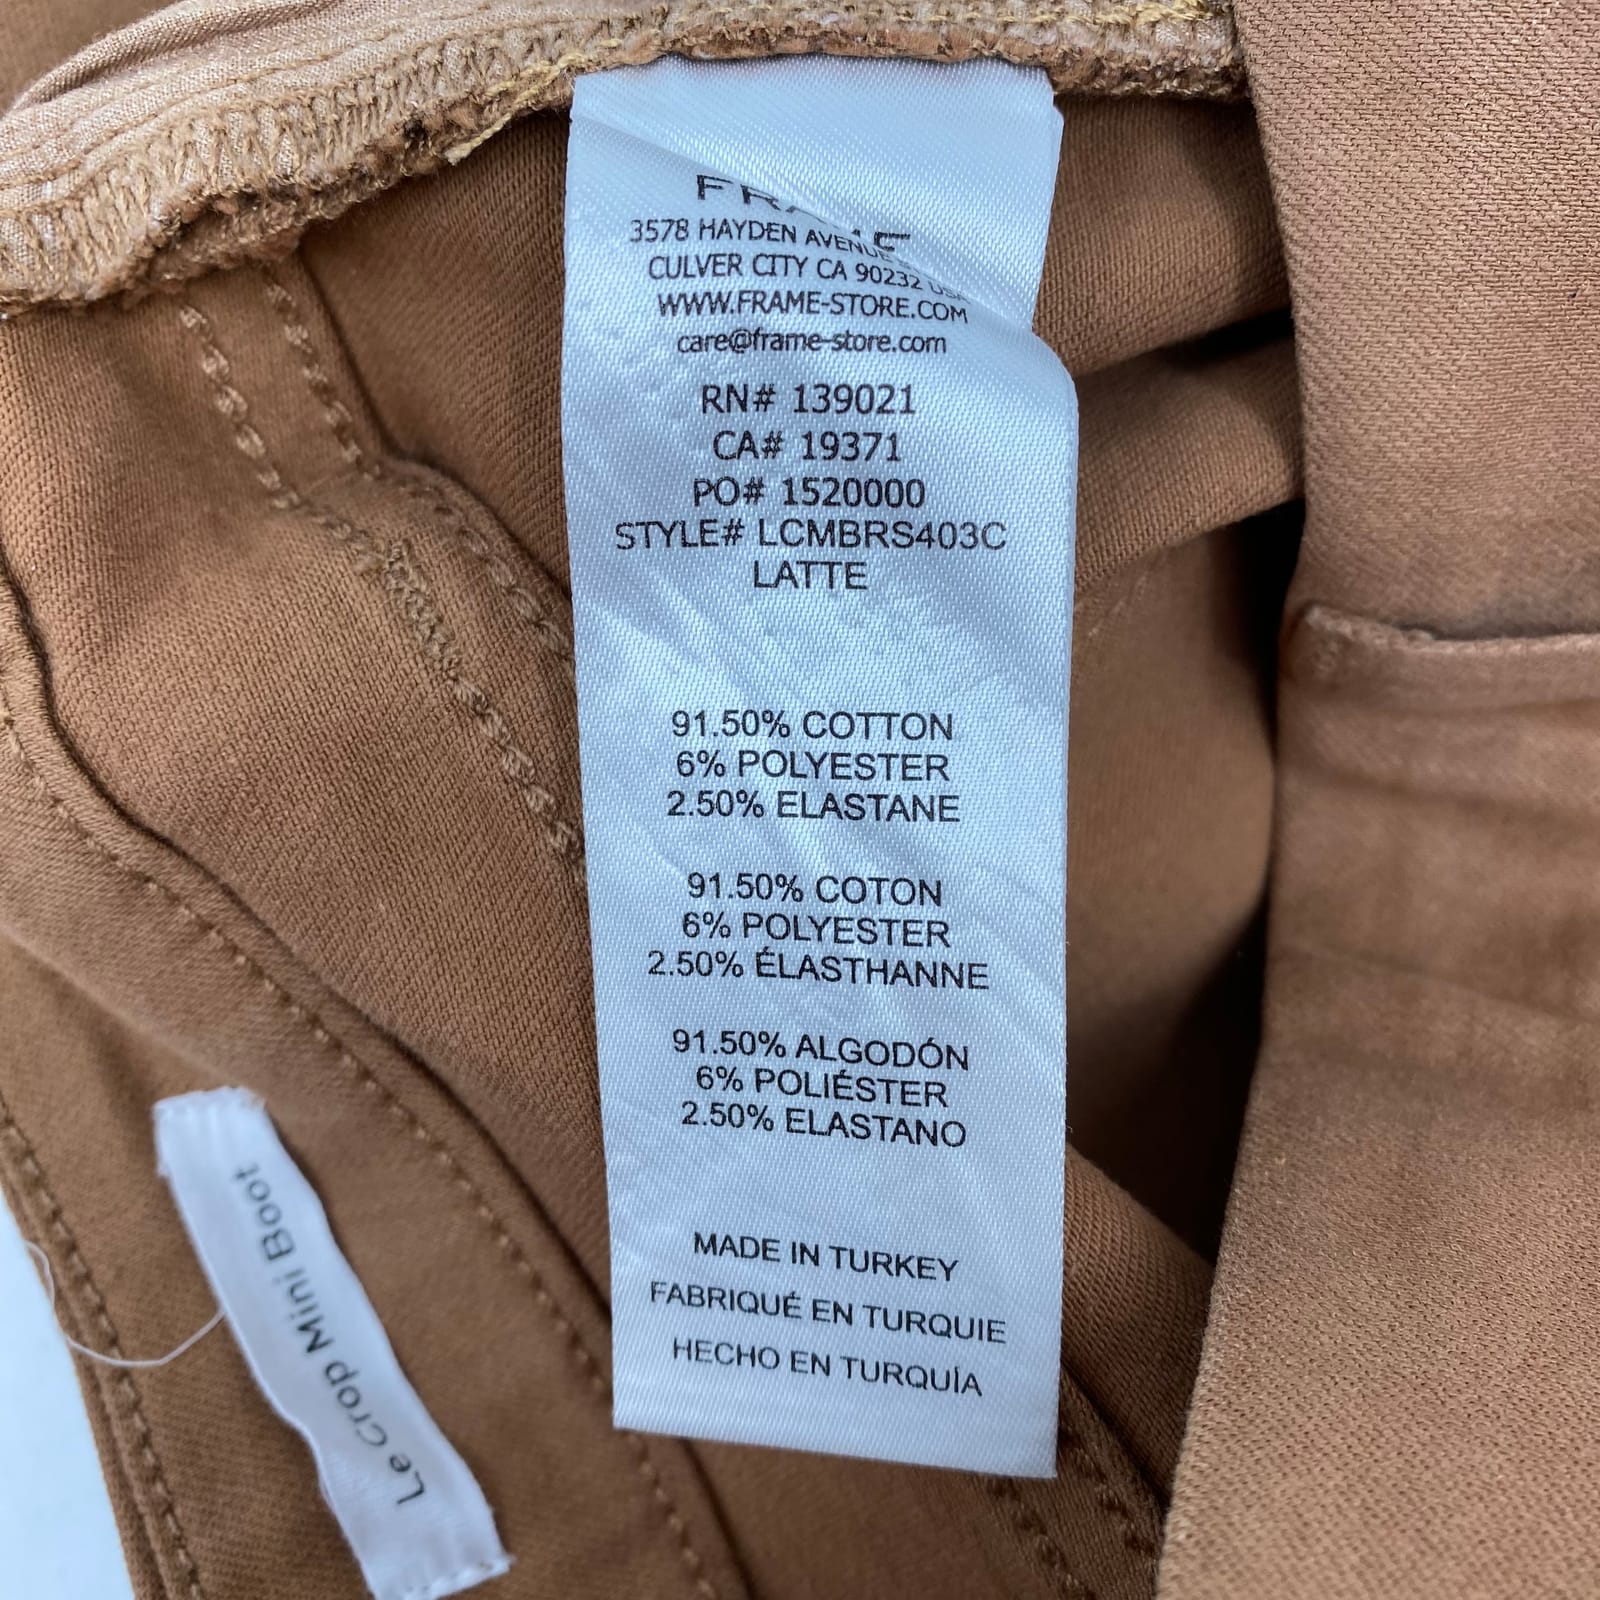 FRAME
3578 HAYDEN AVENUE
CULVER CITY CA 90232 USA
WWW.FRAME-STORE.COM
care@frame-store.com
RN# 139021
CA# 19371
PO# 1520000
STYLE# LCMBRS403C
LATTE
91.50% COTTON
6% POLYESTER
2.50% ELASTANE
91.50% COTON
6% POLYESTER
2.50% ÉLASTHANNE
91.50% ALGODÓN
6% POLIÉSTER
2.50% ELASTANO
MADE IN TURKEY
FABRIQUÉ EN TURQUIE
HECHO EN TURQUÍA
Le Crop Mini Boot